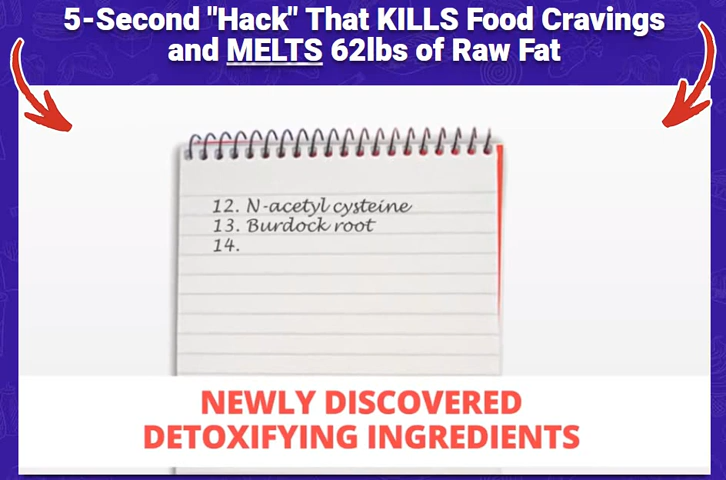 5-Second "Hack" That KILLS Food Cravings
and MELTS 62lbs of Raw Fat
12. N-acetyl cysteine
13. Burdock root
14.
NEWLY DISCOVERED
DETOXIFYING INGREDIENTS